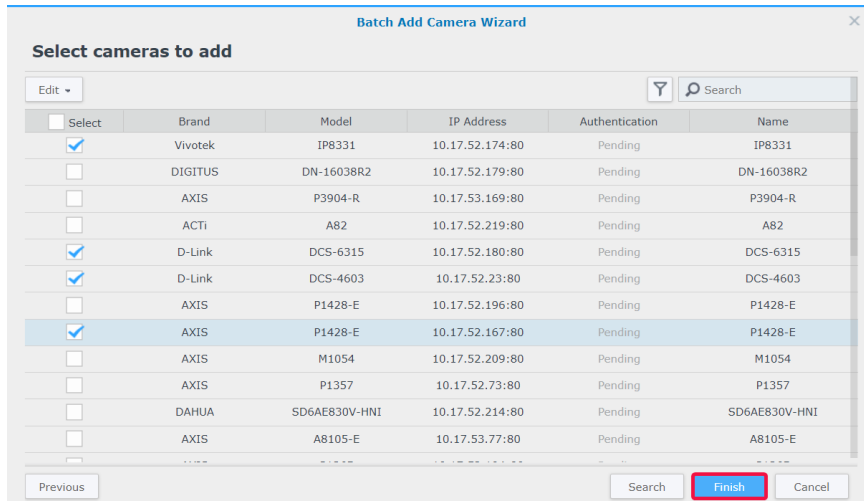 Batch Add Camera Wizard
Select cameras to add
Edit
Search
Select Brand Model IP Address Authentication Name
Vivotek IP8331 10.17.52.174:80 Pending IP8331
DIGITUS DN-16038R2 10.17.52.179:80 Pending DN-16038R2
AXIS P3904-R 10.17.53.169:80 Pending P3904-R
ACTi A82 10.17.52.219:80 Pending A82
D-Link DCS-6315 10.17.52.180:80 Pending DCS-6315
D-Link DCS-4603 10.17.52.23:80 Pending DCS-4603
AXIS P1428-E 10.17.52.196:80 Pending P1428-E
AXIS P1428-E 10.17.52.167:80 Pending P1428-E
AXIS M1054 10.17.52.209:80 Pending M1054
AXIS P1357 10.17.52.73:80 Pending P1357
DAHUA SD6AE830V-HNI 10.17.52.214:80 Pending SD6AE830V-HNI
AXIS A8105-E 10.17.53.77:80 Pending A8105-E
Previous Search Finish Cancel